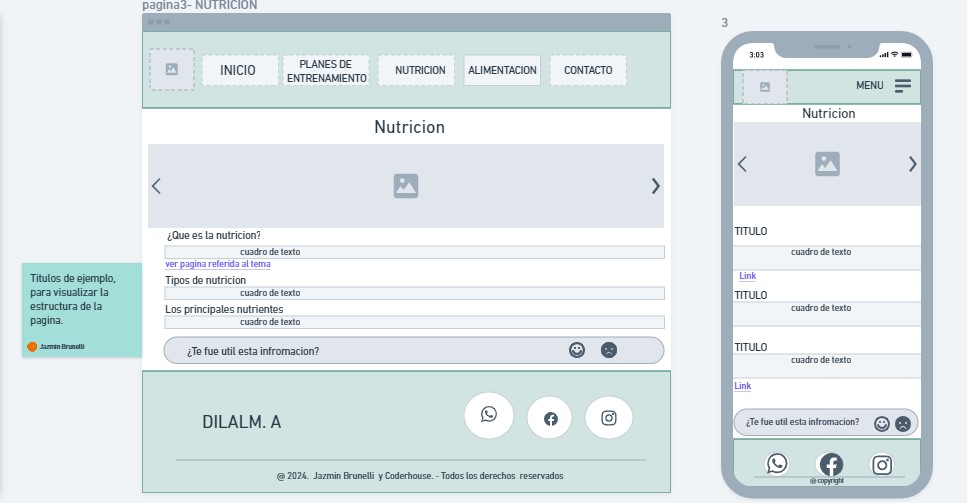 pagina3- NUTRICION
3
INICIO
PLANES DE
ENTRENAMIENTO
NUTRICION
ALIMENTACION
CONTACTO
Nutricion
¿Que es la nutricion?
cuadro de texto
ver pagina referida al tema
Tipos de nutricion
cuadro de texto
Los principales nutrientes
cuadro de texto
¿Te fue util esta infromacion?
DILALM. A
@ 2024. Jazmin Brunelli y Coderhouse. - Todos los derechos reservados
Titulos de ejemplo,
para visualizar la
estructura de la
pagina.
Jazmin Brunelli
3:03
MENU
Nutricion
TITULO
cuadro de texto
Link
TITULO
cuadro de texto
TITULO
cuadro de texto
Link
¿Te fue util esta infromacion?
@ copyright